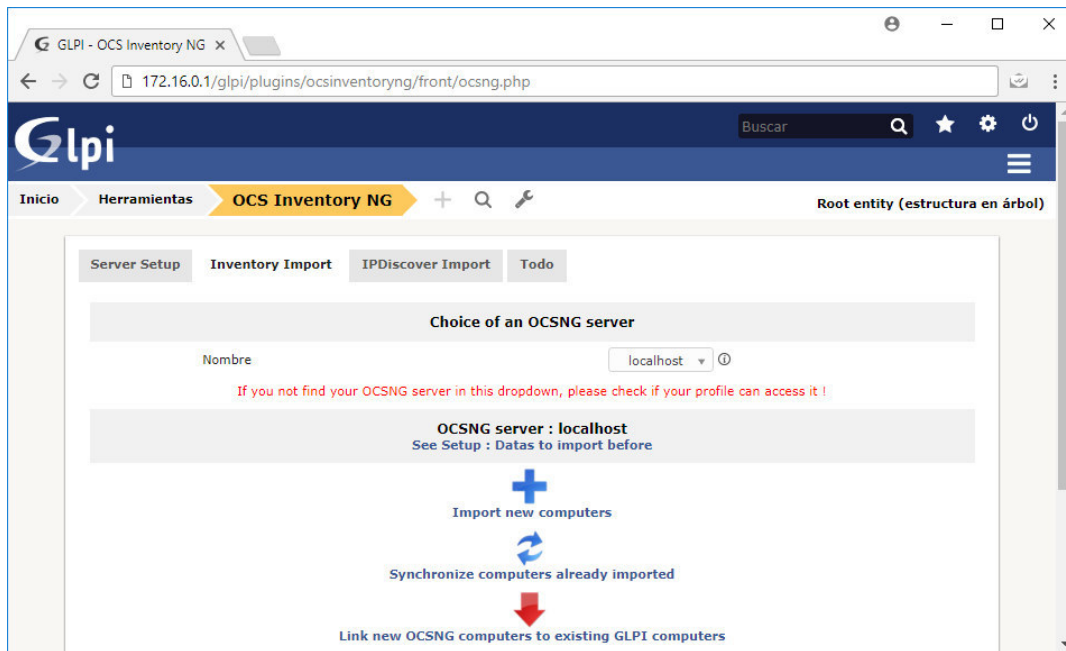 GLPI - OCS Inventory NG
172.16.0.1/glpi/plugins/ocsinventoryng/front/ocsng.php
Glpi
Buscar
Inicio Herramientas OCS Inventory NG Root entity (estructura en árbol)
Server Setup Inventory Import IPDiscover Import Todo
Choice of an OCSNG server
Nombre localhost
If you not find your OCSNG server in this dropdown, please check if your profile can access it !
OCSNG server : localhost
See Setup : Datas to import before
Import new computers
Synchronize computers already imported
Link new OCSNG computers to existing GLPI computers